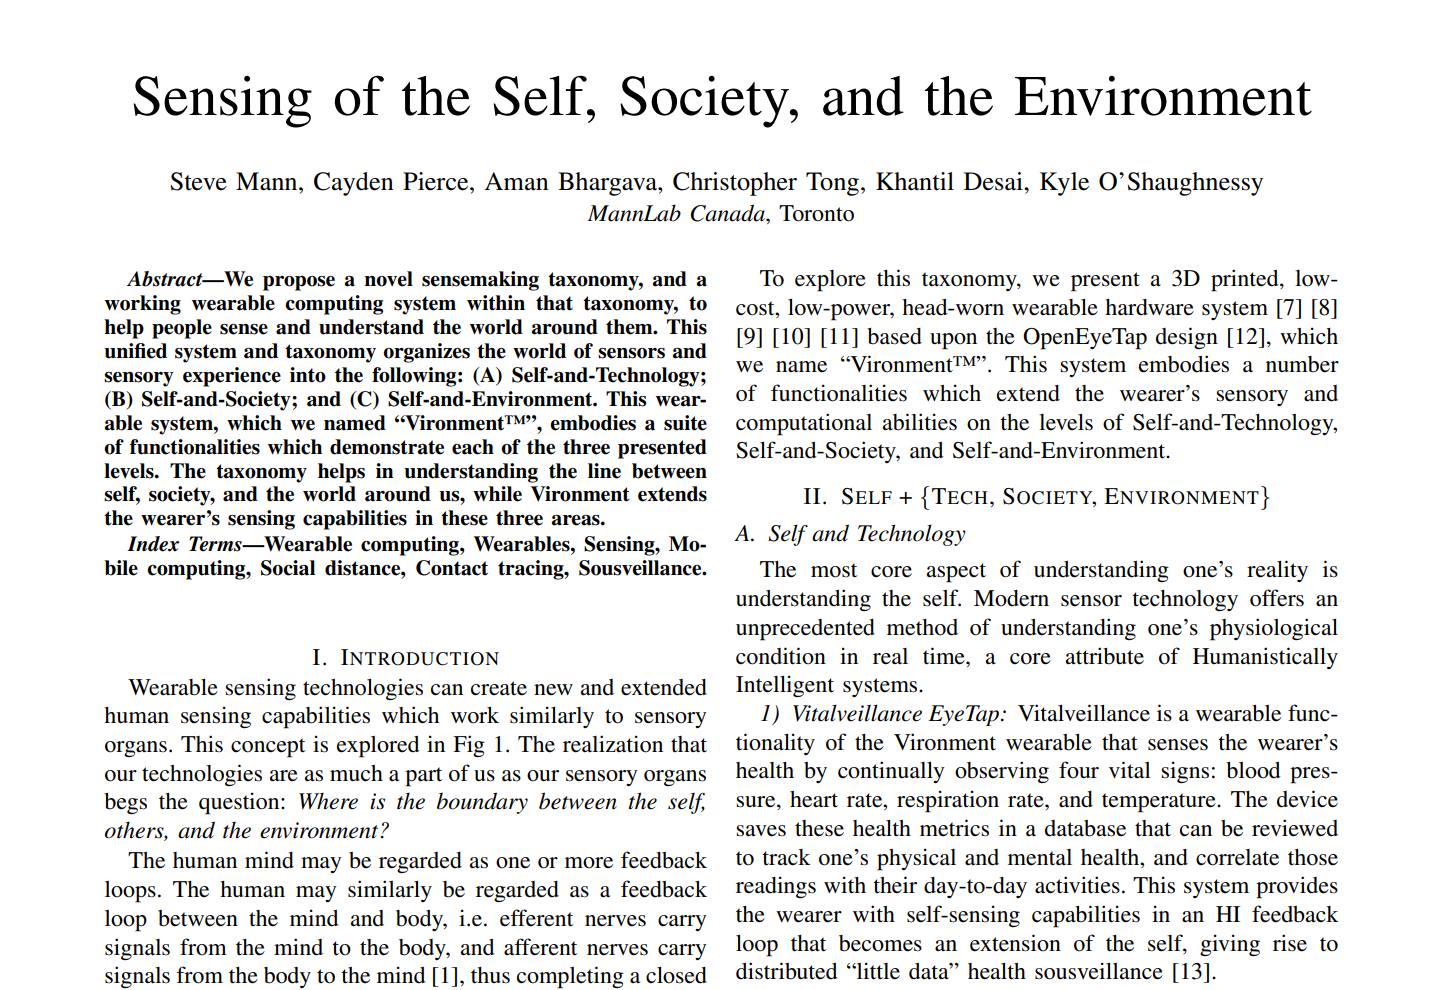 Sensing of the Self, Society, and the Environment
Steve Mann, Cayden Pierce, Aman Bhargava, Christopher Tong, Khantil Desai, Kyle O'Shaughnessy
MannLab Canada, Toronto
Abstract—We propose a novel sensemaking taxonomy, and a
working wearable computing system within that taxonomy, to
help people sense and understand the world around them. This
unified system and taxonomy organizes the world of sensors and
sensory experience into the following: (A) Self-and-Technology;
(B) Self-and-Society; and (C) Self-and-Environment. This wear-
able system, which we named “Vironment™”, embodies a suite
of functionalities which demonstrate each of the three presented
levels. The taxonomy helps in understanding the line between
self, society, and the world around us, while Vironment extends
the wearer's sensing capabilities in these three areas.
Index Terms—Wearable computing, Wearables, Sensing, Mo-
bile computing, Social distance, Contact tracing, Sousveillance.
I. INTRODUCTION
Wearable sensing technologies can create new and extended
human sensing capabilities which work similarly to sensory
organs. This concept is explored in Fig 1. The realization that
our technologies are as much a part of us as our sensory organs
begs the question: Where is the boundary between the self,
others, and the environment?
The human mind may be regarded as one or more feedback
loops. The human may similarly be regarded as a feedback
loop between the mind and body, i.e. efferent nerves carry
signals from the mind to the body, and afferent nerves carry
signals from the body to the mind [1], thus completing a closed
To explore this taxonomy, we present a 3D printed, low-
cost, low-power, head-worn wearable hardware system [7] [8]
[9] [10] [11] based upon the OpenEyeTap design [12], which
we name “Vironment™”. This system embodies a number
of functionalities which extend the wearer's sensory and
computational abilities on the levels of Self-and-Technology,
Self-and-Society, and Self-and-Environment.
II. SELF + {TECH, SOCIETY, ENVIRONMENT}
A. Self and Technology
The most core aspect of understanding one's reality is
understanding the self. Modern sensor technology offers an
unprecedented method of understanding one's physiological
condition in real time, a core attribute of Humanistically
Intelligent systems.
1) Vitalveillance EyeTap: Vitalveillance is a wearable func-
tionality of the Vironment wearable that senses the wearer's
health by continually observing four vital signs: blood pres-
sure, heart rate, respiration rate, and temperature. The device
saves these health metrics in a database that can be reviewed
to track one's physical and mental health, and correlate those
readings with their day-to-day activities. This system provides
the wearer with self-sensing capabilities in an HI feedback
loop that becomes an extension of the self, giving rise to
distributed “little data” health sousveillance [13].